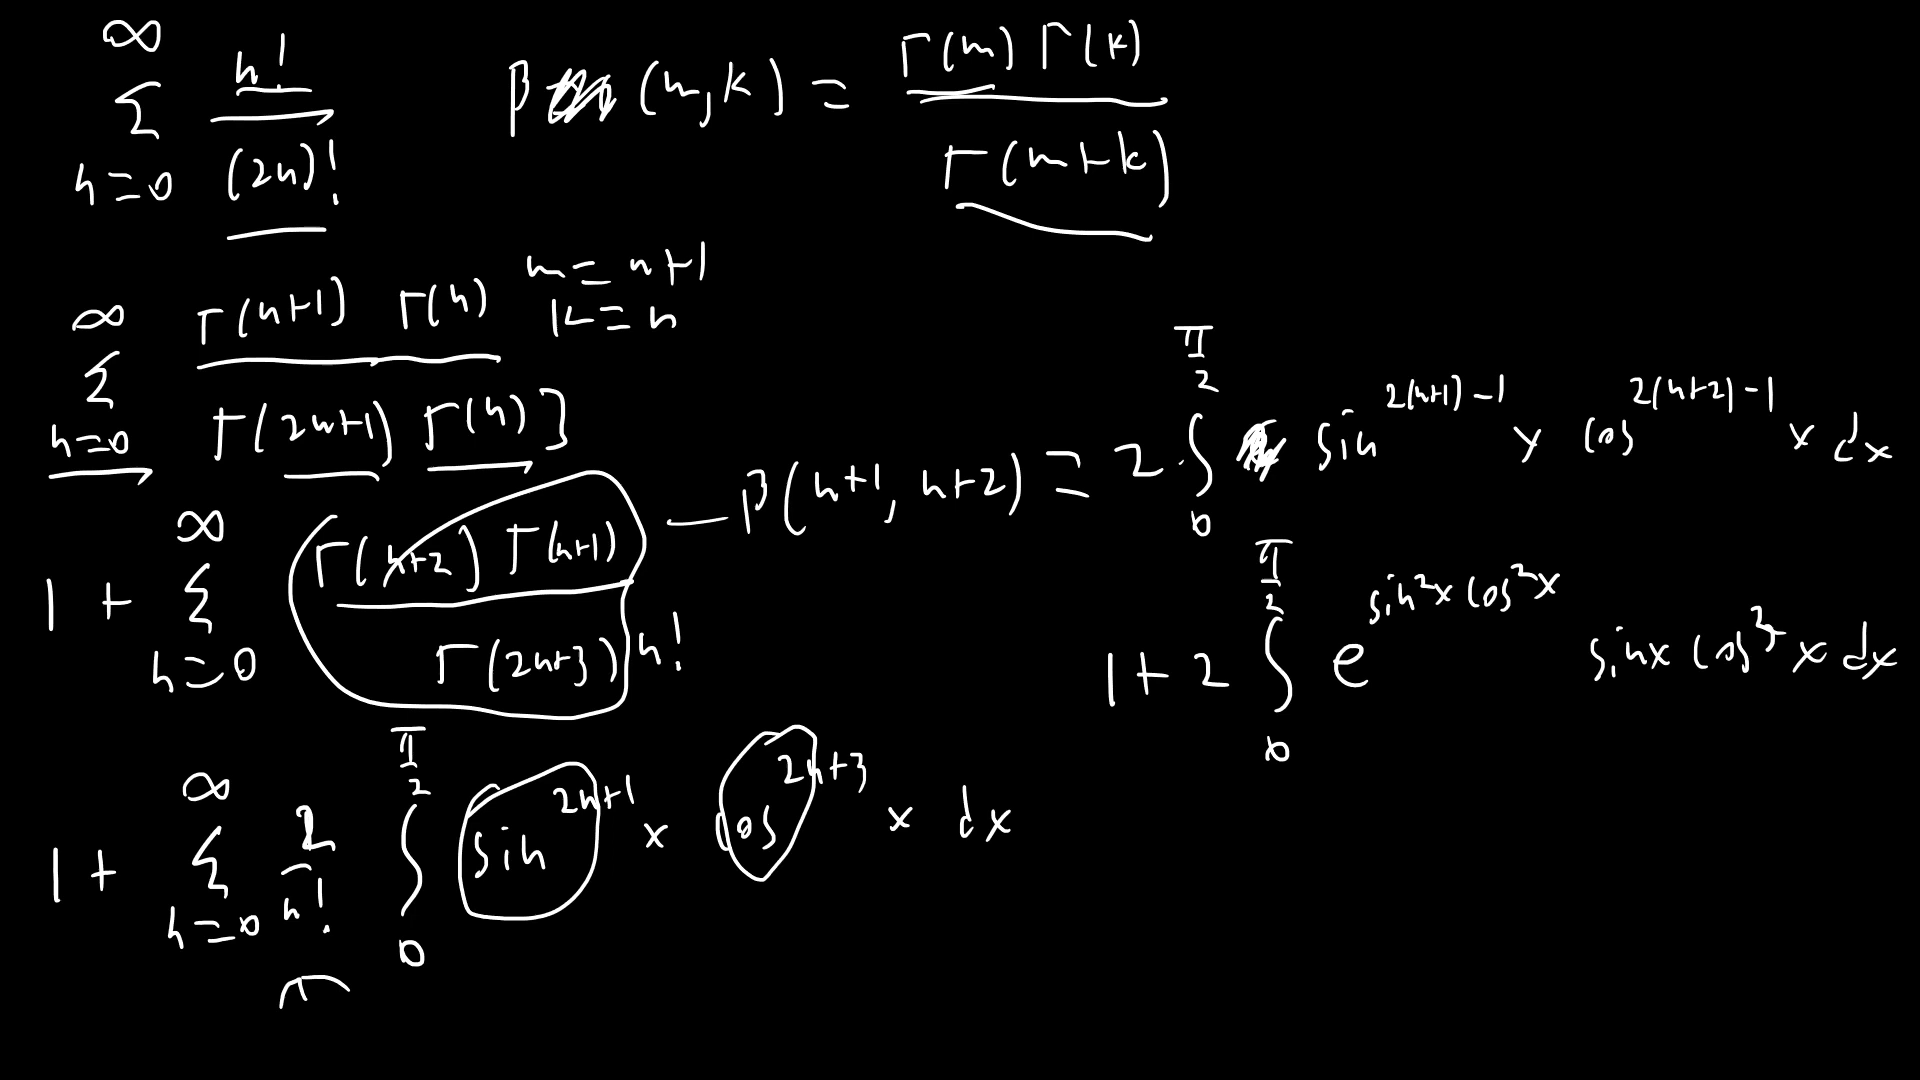 ∞
∑ n! / (2n)!
n=0
β (m,k) = Γ(m) Γ(k) / Γ(m+k)
∞
∑ Γ(n+1) Γ(n) / Γ(2n+1) Γ(n) ]
n=0
m = n+1
k = n
∞
1 + ∑ Γ(n+2) Γ(n+1) / Γ(2n+3) n!
n=0
— β(n+1, n+2) = 2 ∫₀^(π/2) sin^(2(n+1)-1) x cos^(2(n+2)-1) x dx
1 + 2 ∫₀^(π/2) e^(sin²x cos²x) sinx cos³x dx
∞
1 + ∑ 2/n! ∫₀^(π/2) sin^(2n+1) x cos^(2n+3) x dx
n=0